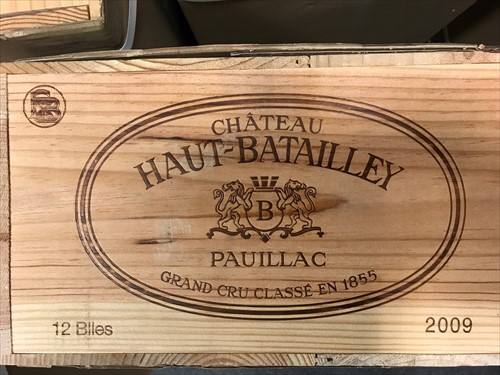 CHÂTEAU
HAUT-BATAILLEY
B
PAUILLAC
GRAND CRU CLASSÉ EN 1855
12 Blles
2009